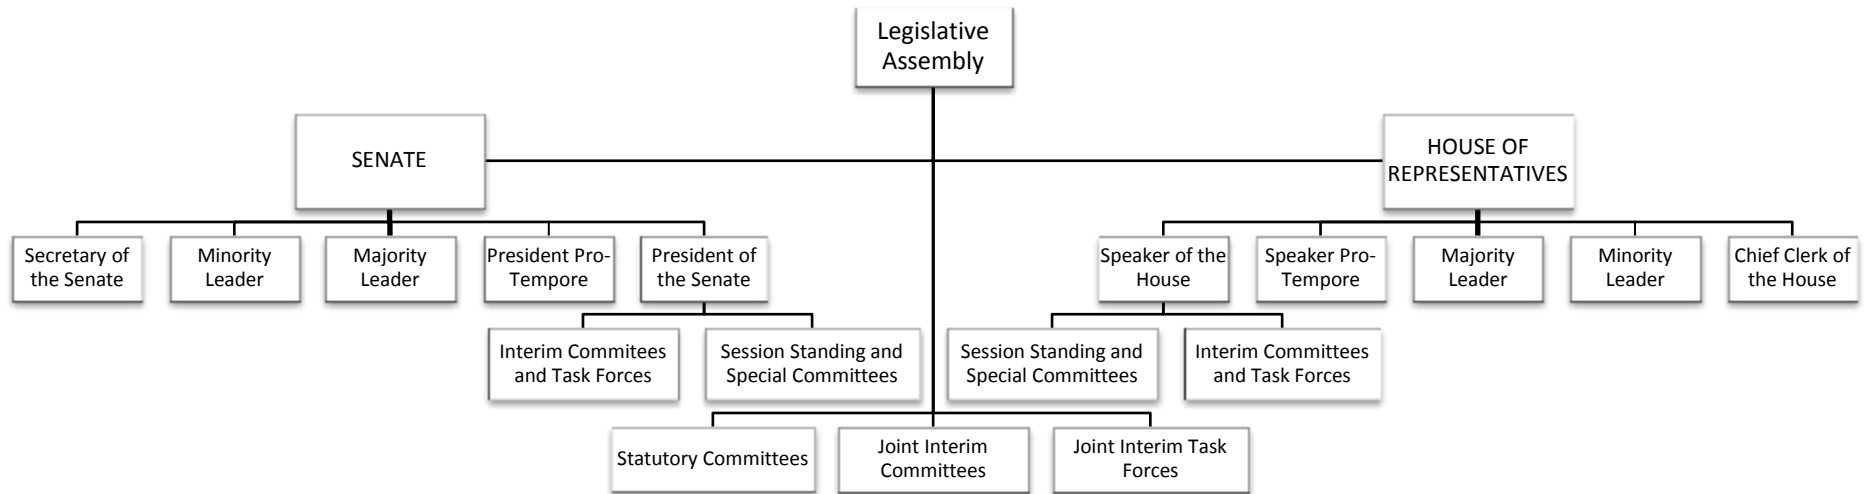 Legislative
Assembly
SENATE
HOUSE OF
REPRESENTATIVES
Secretary of
the Senate
Minority
Leader
Majority
Leader
President Pro-
Tempore
President of
the Senate
Speaker of the
House
Speaker Pro-
Tempore
Majority
Leader
Minority
Leader
Chief Clerk of
the House
Interim Commitees
and Task Forces
Session Standing and
Special Committees
Session Standing and
Special Committees
Interim Committees
and Task Forces
Statutory Committees
Joint Interim
Committees
Joint Interim Task
Forces